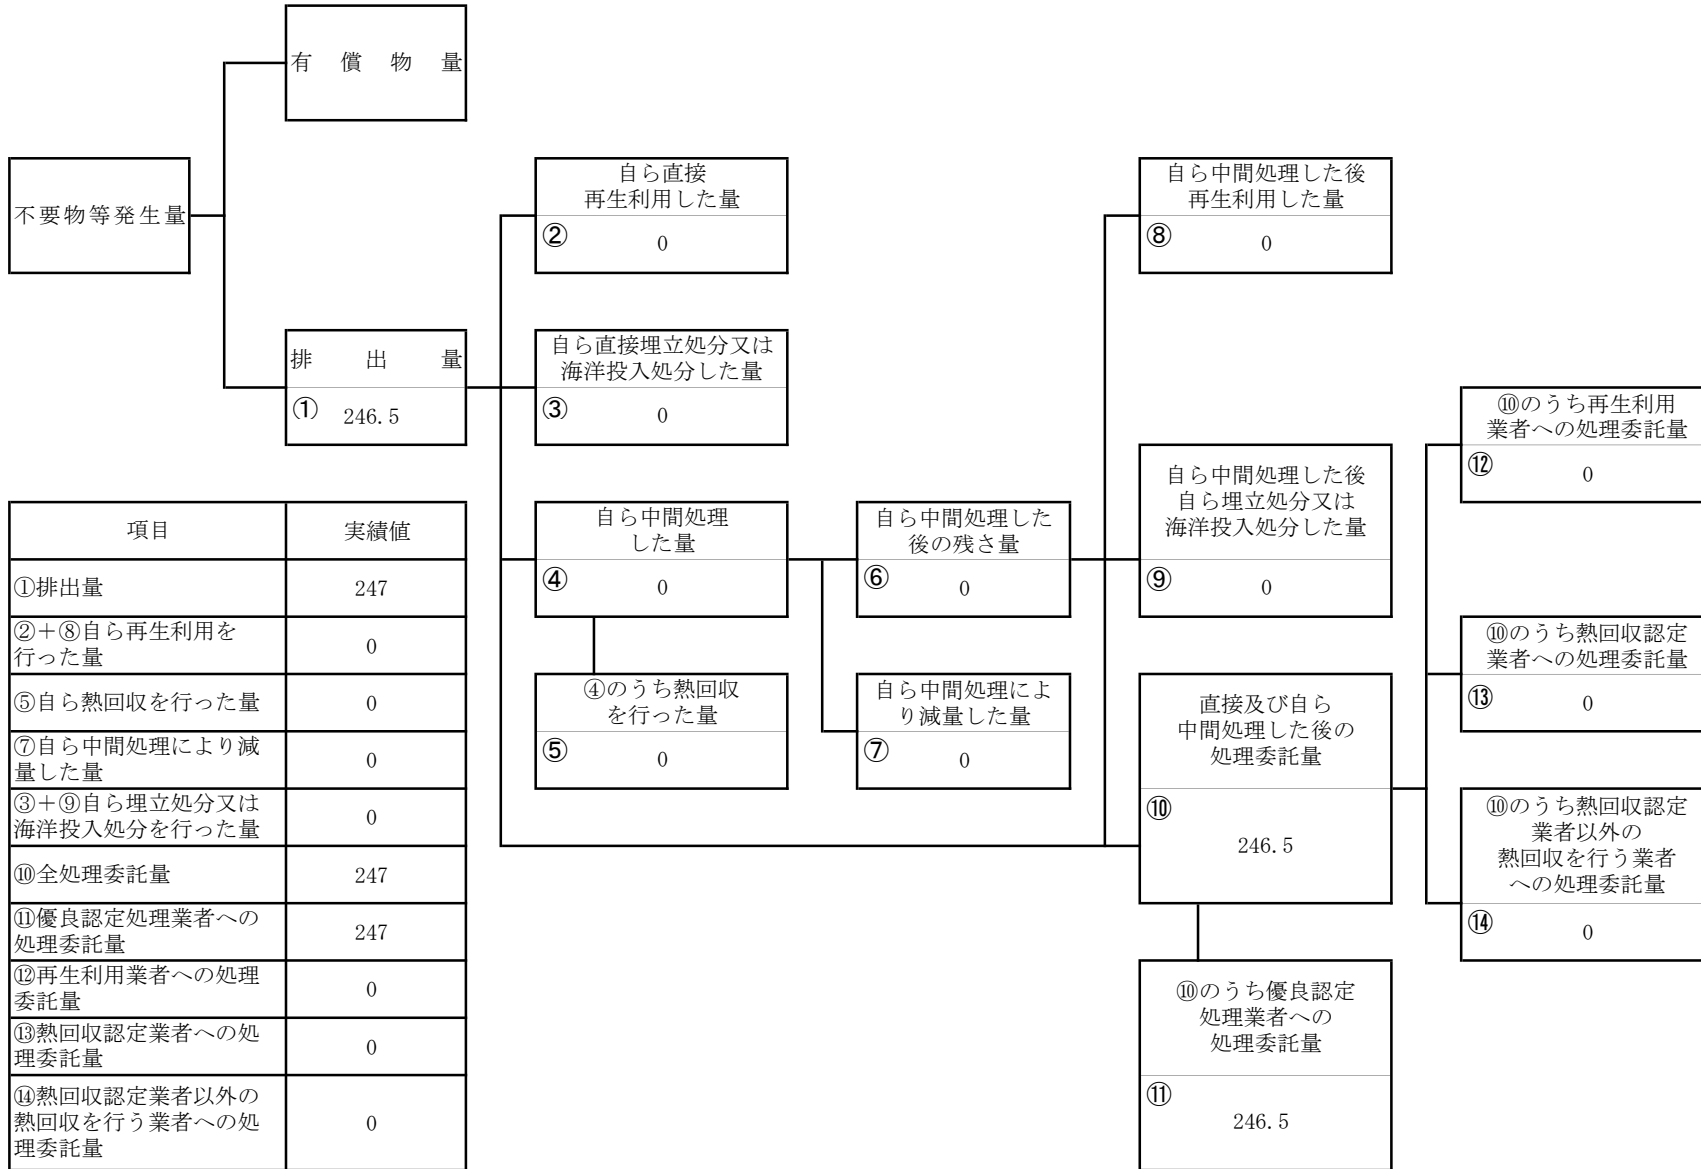 有償物量
不要物等発生量
排出量
① 246.5
自ら直接
再生利用した量
② 0
自ら直接埋立処分又は
海洋投入処分した量
③ 0
自ら中間処理
した量
④ 0
④のうち熱回収
を行った量
⑤ 0
自ら中間処理した
後の残さ量
⑥ 0
自ら中間処理によ
り減量した量
⑦ 0
自ら中間処理した後
再生利用した量
⑧ 0
自ら中間処理した後
自ら埋立処分又は
海洋投入処分した量
⑨ 0
直接及び自ら
中間処理した後の
処理委託量
⑩
246.5
⑩のうち優良認定
処理業者への
処理委託量
⑪
246.5
⑩のうち再生利用
業者への処理委託量
⑫ 0
⑩のうち熱回収認定
業者への処理委託量
⑬ 0
⑩のうち熱回収認定
業者以外の
熱回収を行う業者
への処理委託量
⑭ 0
項目 実績値
①排出量 247
②+⑧自ら再生利用を
行った量 0
⑤自ら熱回収を行った量 0
⑦自ら中間処理により減
量した量 0
③+⑨自ら埋立処分又は
海洋投入処分を行った量 0
⑩全処理委託量 247
⑪優良認定処理業者への
処理委託量 247
⑫再生利用業者への処理
委託量 0
⑬熱回収認定業者への処
理委託量 0
⑭熱回収認定業者以外の
熱回収を行う業者への処
理委託量 0